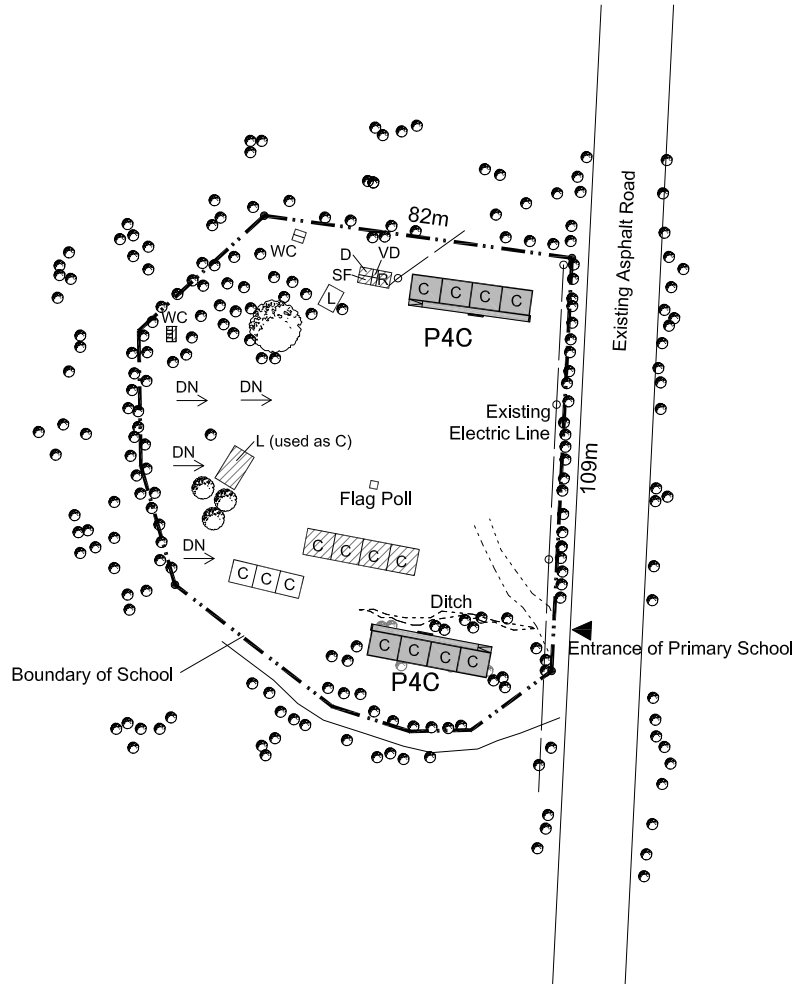 82m
Existing Asphalt Road
WC
D
VD
SF
R
L
C C C C
P4C
WC
DN
DN
Existing
Electric Line
109m
L (used as C)
DN
Flag Poll
C C C C
DN
C C C
Ditch
Entrance of Primary School
C C C C
P4C
Boundary of School